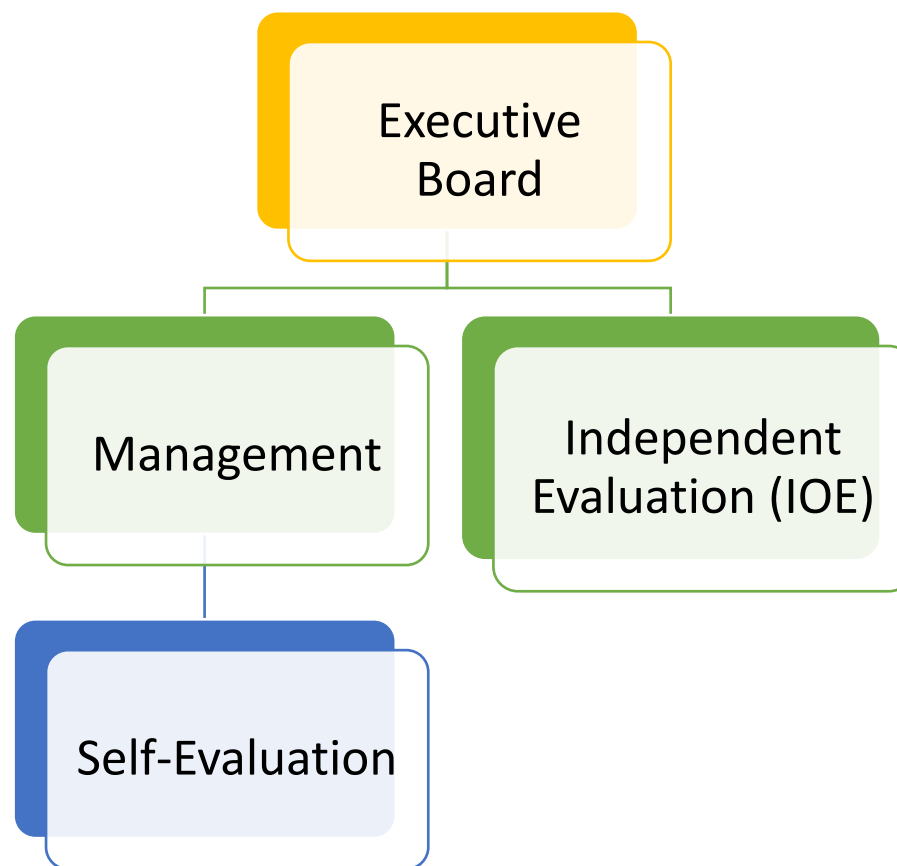 Executive
Board
Management
Independent
Evaluation (IOE)
Self-Evaluation